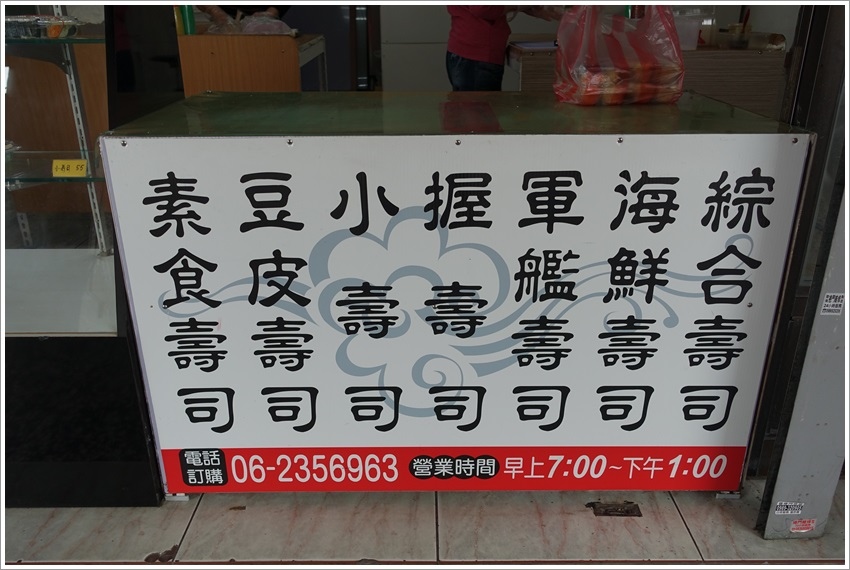 綜合壽司
海鮮壽司
軍艦壽司
握壽司
小壽司
豆皮壽司
素食壽司
電話訂購 06-2356963 營業時間 早上7:00~下午1:00